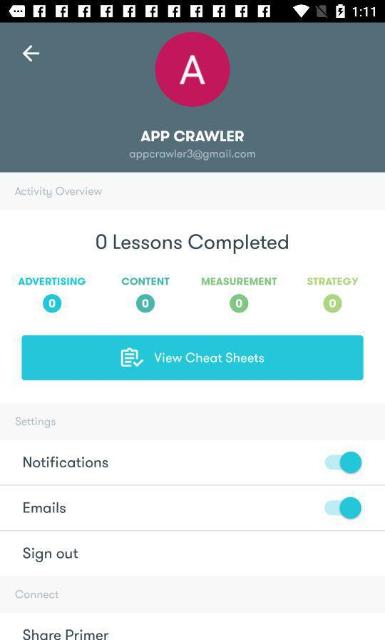 1:11
A
APP CRAWLER
appcrawler3@gmail.com
Activity Overview
0 Lessons Completed
ADVERTISING CONTENT MEASUREMENT STRATEGY
0 0 0 0
View Cheat Sheets
Settings
Notifications
Emails
Sign out
Connect
Share Primer